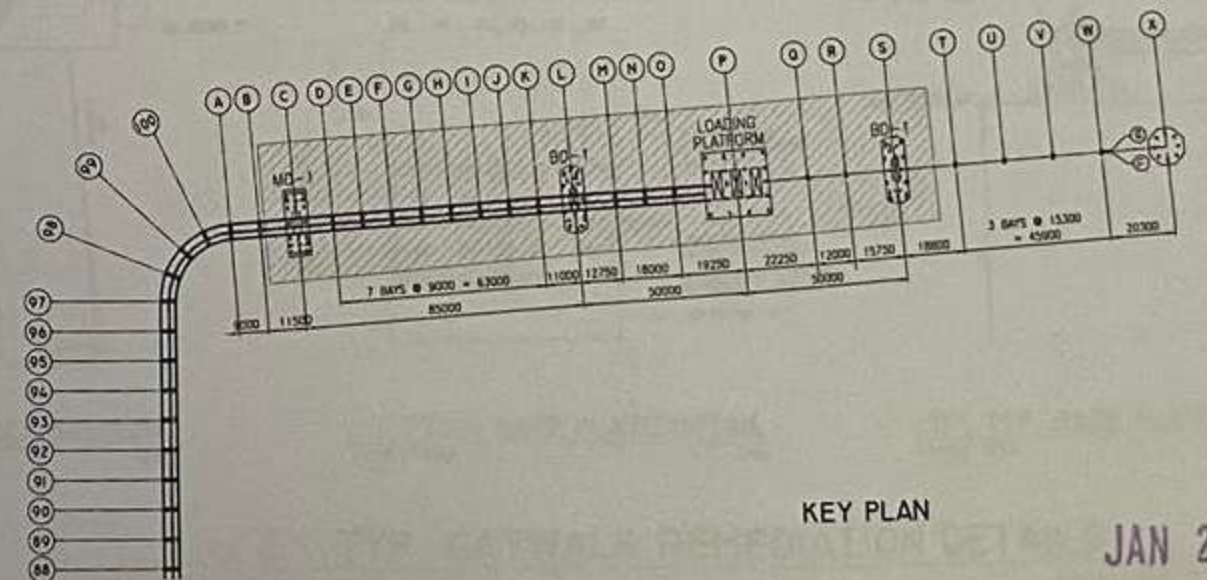 A B C D E F G H I J K L M N O P Q R S T U V W X
100
99
98
97
96
95
94
93
92
91
90
89
88
MD-1
BD-1
LOADING
PLATFORM
BD-1
G
F
7 BAYS @ 9000 = 63000
11000
12750
18000
19250
22250
12000
15750
18800
3 BAYS @ 15300
= 45900
20300
9000
11500
85000
50000
50000
KEY PLAN
JAN 2